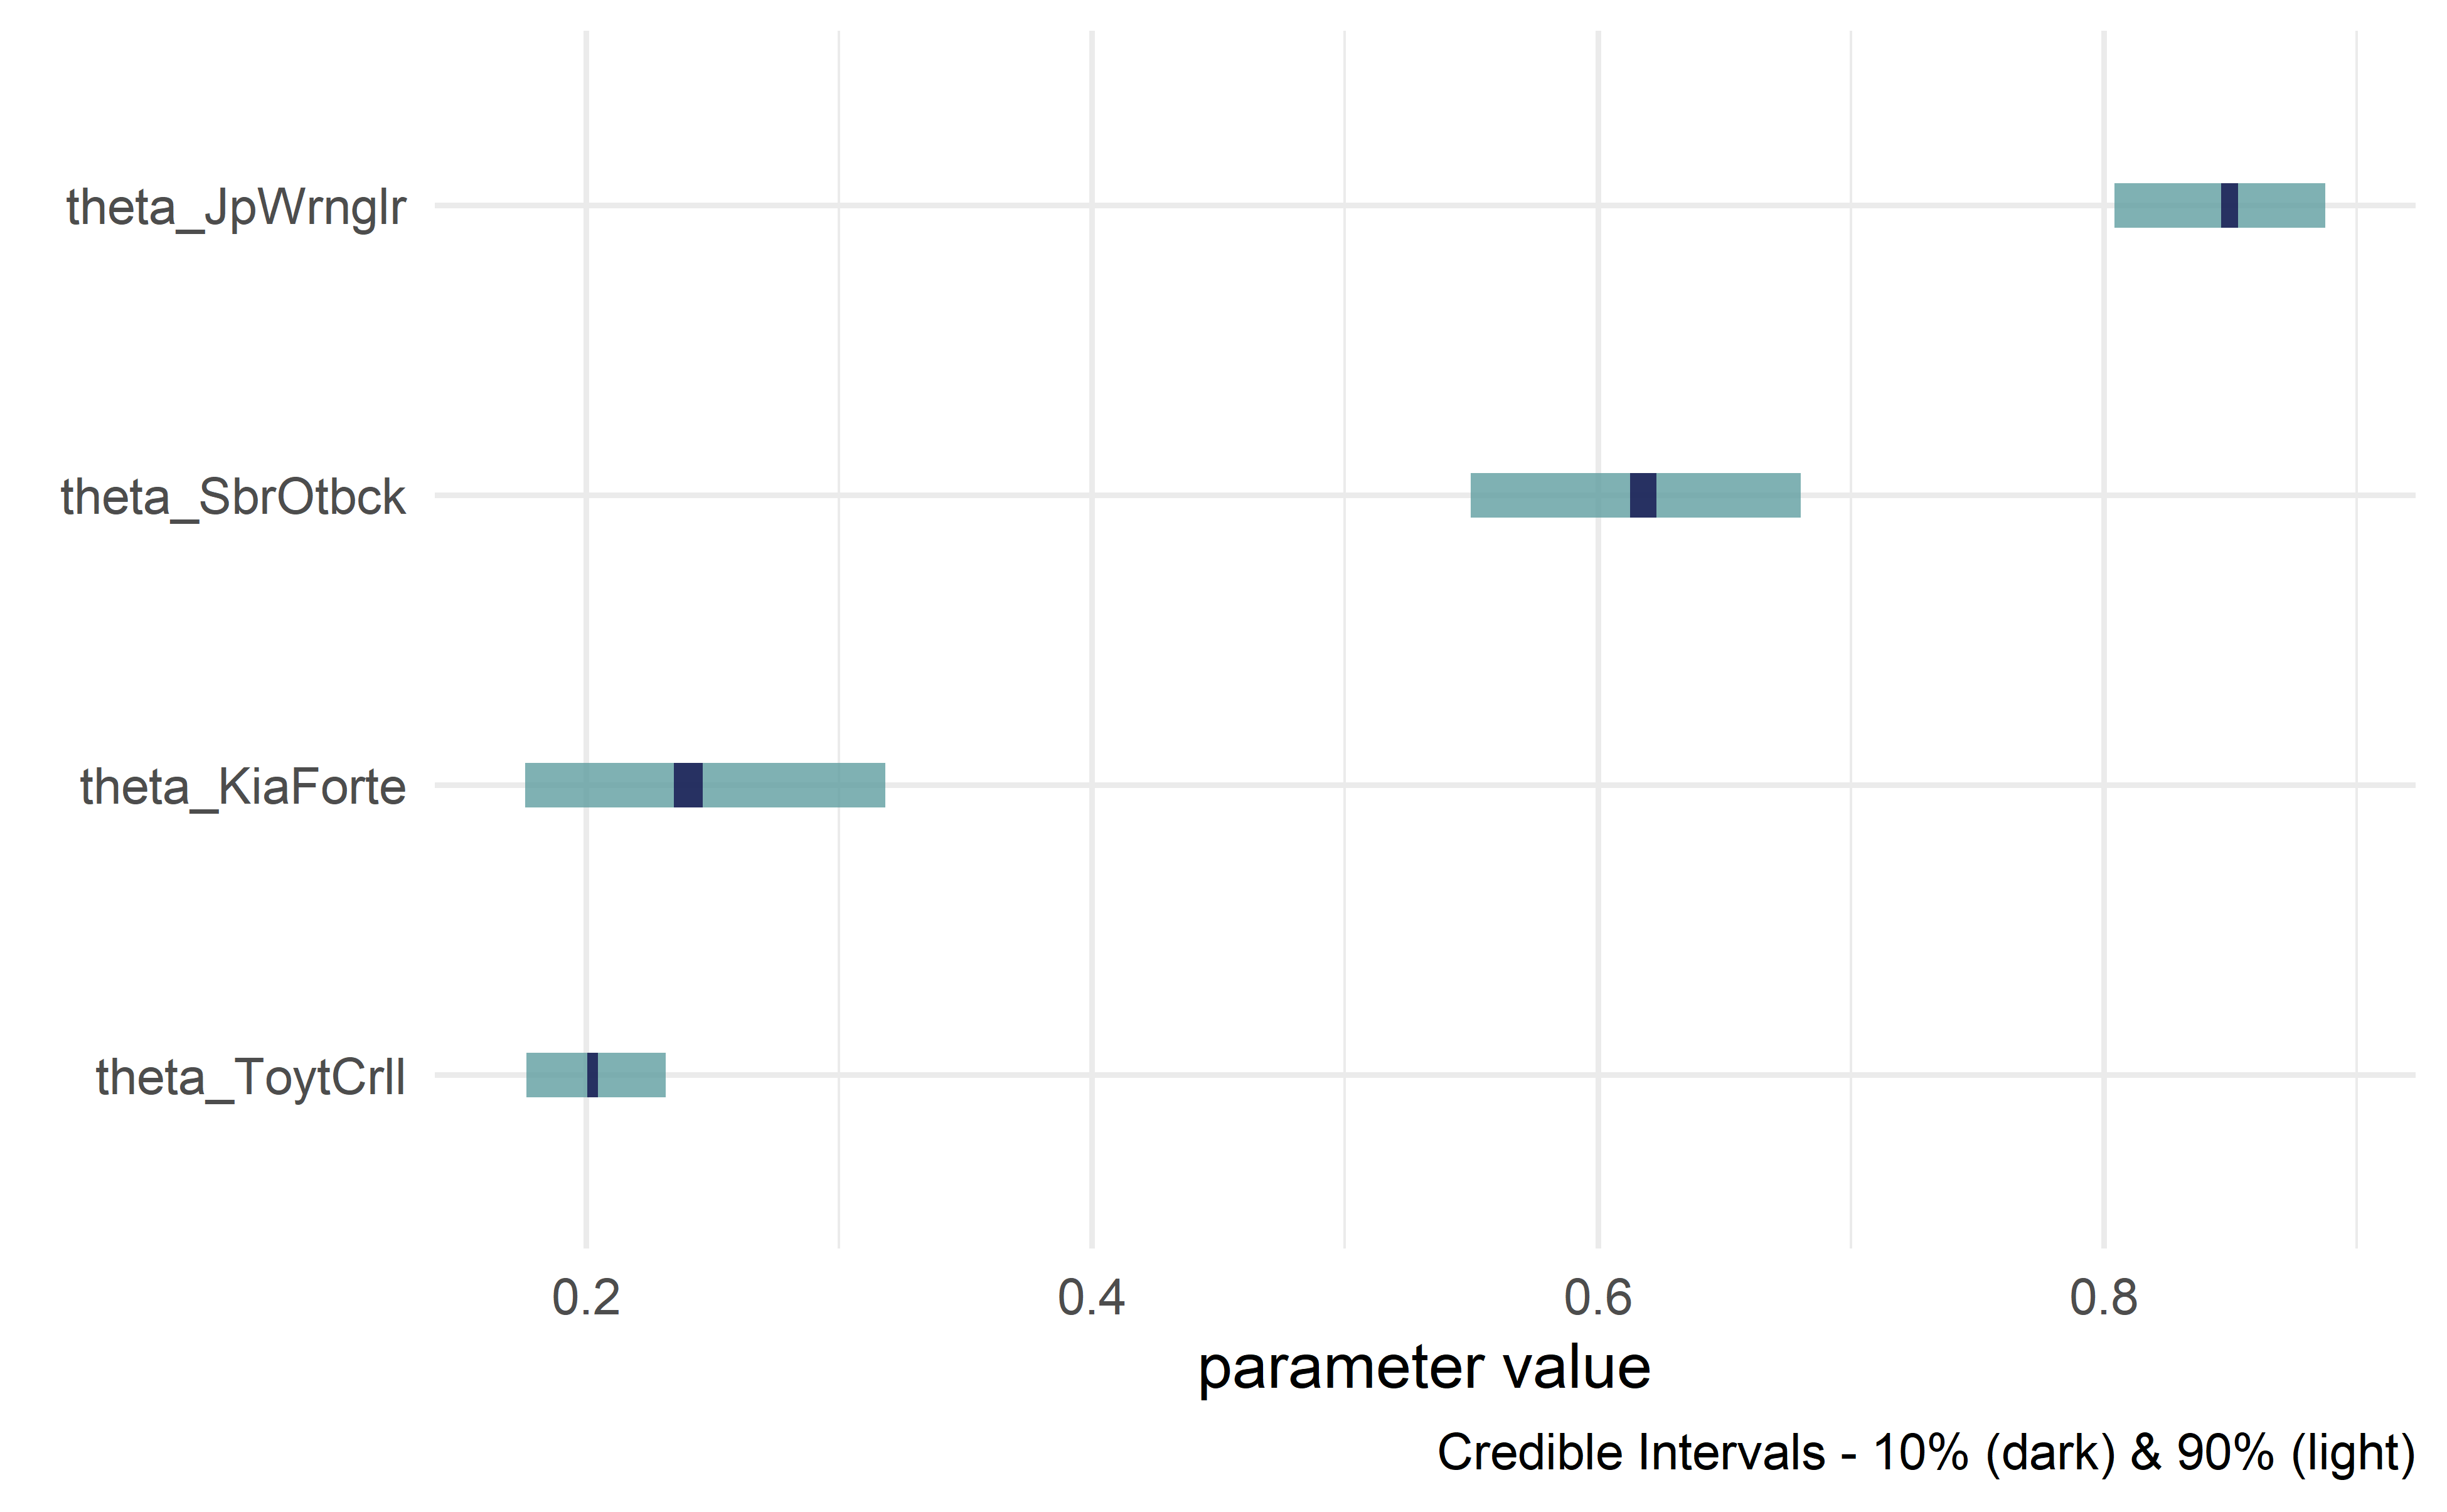 theta_JpWrnglr
theta_SbrOtbck
theta_KiaForte
theta_ToytCrll
0.2 0.4 0.6 0.8
parameter value
Credible Intervals - 10% (dark) & 90% (light)